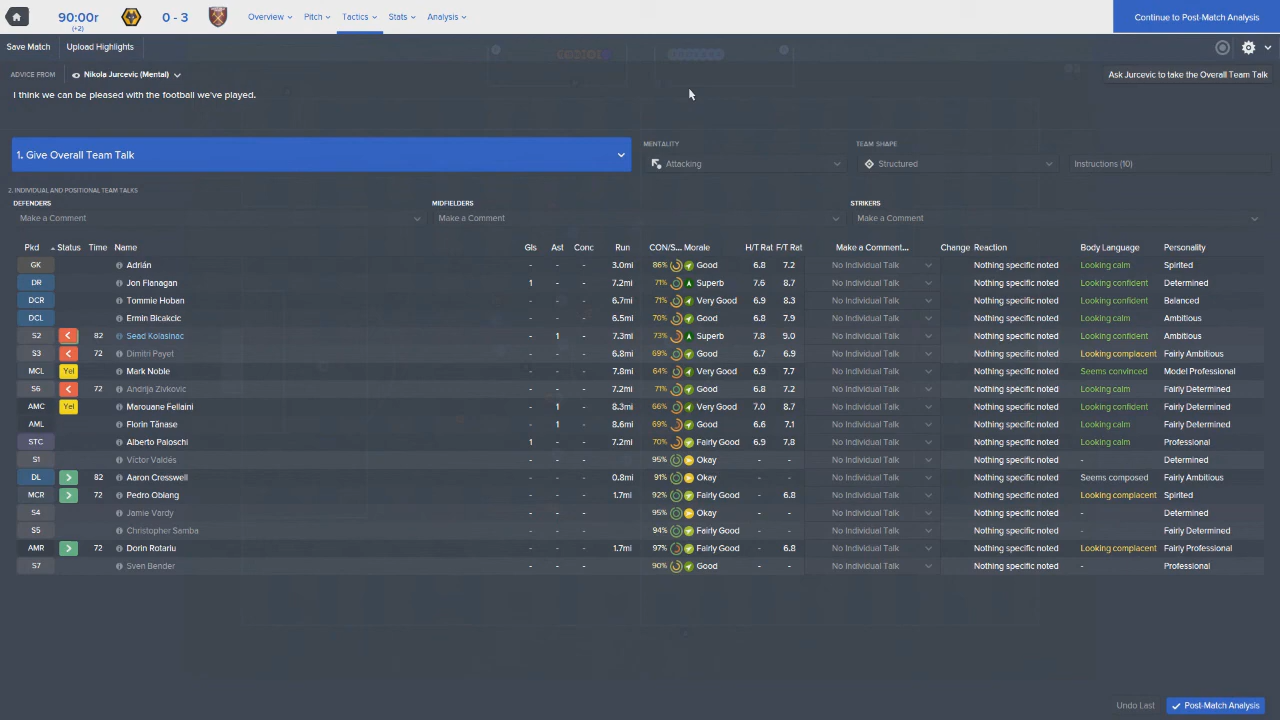 90:00r
(+2)
0 - 3
Overview Pitch Tactics Stats Analysis
Continue to Post-Match Analysis
Save Match Upload Highlights
ADVICE FROM Nikola Jurcevic (Mental)
Ask Jurcevic to take the Overall Team Talk
I think we can be pleased with the football we've played.
1. Give Overall Team Talk
MENTALITY TEAM SHAPE
Attacking Structured Instructions (10)
2. INDIVIDUAL AND POSITIONAL TEAM TALKS
DEFENDERS MIDFIELDERS STRIKERS
Make a Comment Make a Comment Make a Comment
Pkd Status Time Name Gls Ast Conc Run CON/S... Morale H/T Rat F/T Rat Make a Comment... Change Reaction Body Language Personality
GK Adrián - - - 3.0mi 86% Good 6.8 7.2 No Individual Talk Nothing specific noted Looking calm Spirited
DR Jon Flanagan 1 - - 7.2mi 71% Superb 7.6 8.7 No Individual Talk Nothing specific noted Looking confident Determined
DCR Tommie Hoban - - - 6.7mi 71% Very Good 6.9 8.3 No Individual Talk Nothing specific noted Looking confident Balanced
DCL Ermin Bicakcic - - - 6.5mi 70% Good 6.8 7.9 No Individual Talk Nothing specific noted Looking calm Ambitious
S2 82 Sead Kolasinac - 1 - 7.3mi 73% Superb 7.8 9.0 No Individual Talk Nothing specific noted Looking confident Ambitious
S3 72 Dimitri Payet - - - 6.8mi 69% Good 6.7 6.9 No Individual Talk Nothing specific noted Looking complacent Fairly Ambitious
MCL Yel Mark Noble - - - 7.8mi 64% Very Good 6.9 7.7 No Individual Talk Nothing specific noted Seems convinced Model Professional
S6 72 Andrija Zivkovic - - - 7.2mi 71% Good 6.8 7.2 No Individual Talk Nothing specific noted Looking calm Fairly Determined
AMC Yel Marouane Fellaini - 1 - 8.3mi 66% Very Good 7.0 8.7 No Individual Talk Nothing specific noted Looking confident Fairly Determined
AML Florin Tănase - 1 - 8.6mi 69% Good 6.6 7.1 No Individual Talk Nothing specific noted Looking calm Fairly Determined
STC Alberto Paloschi 1 - - 7.2mi 70% Fairly Good 6.9 7.8 No Individual Talk Nothing specific noted Looking calm Professional
S1 Víctor Valdés - - - 95% Okay - - No Individual Talk Nothing specific noted - Determined
DL 82 Aaron Cresswell - - - 0.8mi 91% Okay - - No Individual Talk Nothing specific noted Seems composed Fairly Ambitious
MCR 72 Pedro Obiang - - - 1.7mi 92% Fairly Good - 6.8 No Individual Talk Nothing specific noted Looking complacent Spirited
S4 Jamie Vardy - - - 95% Okay - - No Individual Talk Nothing specific noted - Determined
S5 Christopher Samba - - - 94% Fairly Good - - No Individual Talk Nothing specific noted - Fairly Determined
AMR 72 Dorin Rotariu - - - 1.7mi 97% Fairly Good - 6.8 No Individual Talk Nothing specific noted Looking complacent Fairly Professional
S7 Sven Bender - - - 90% Good - - No Individual Talk Nothing specific noted - Professional
Undo Last Post-Match Analysis